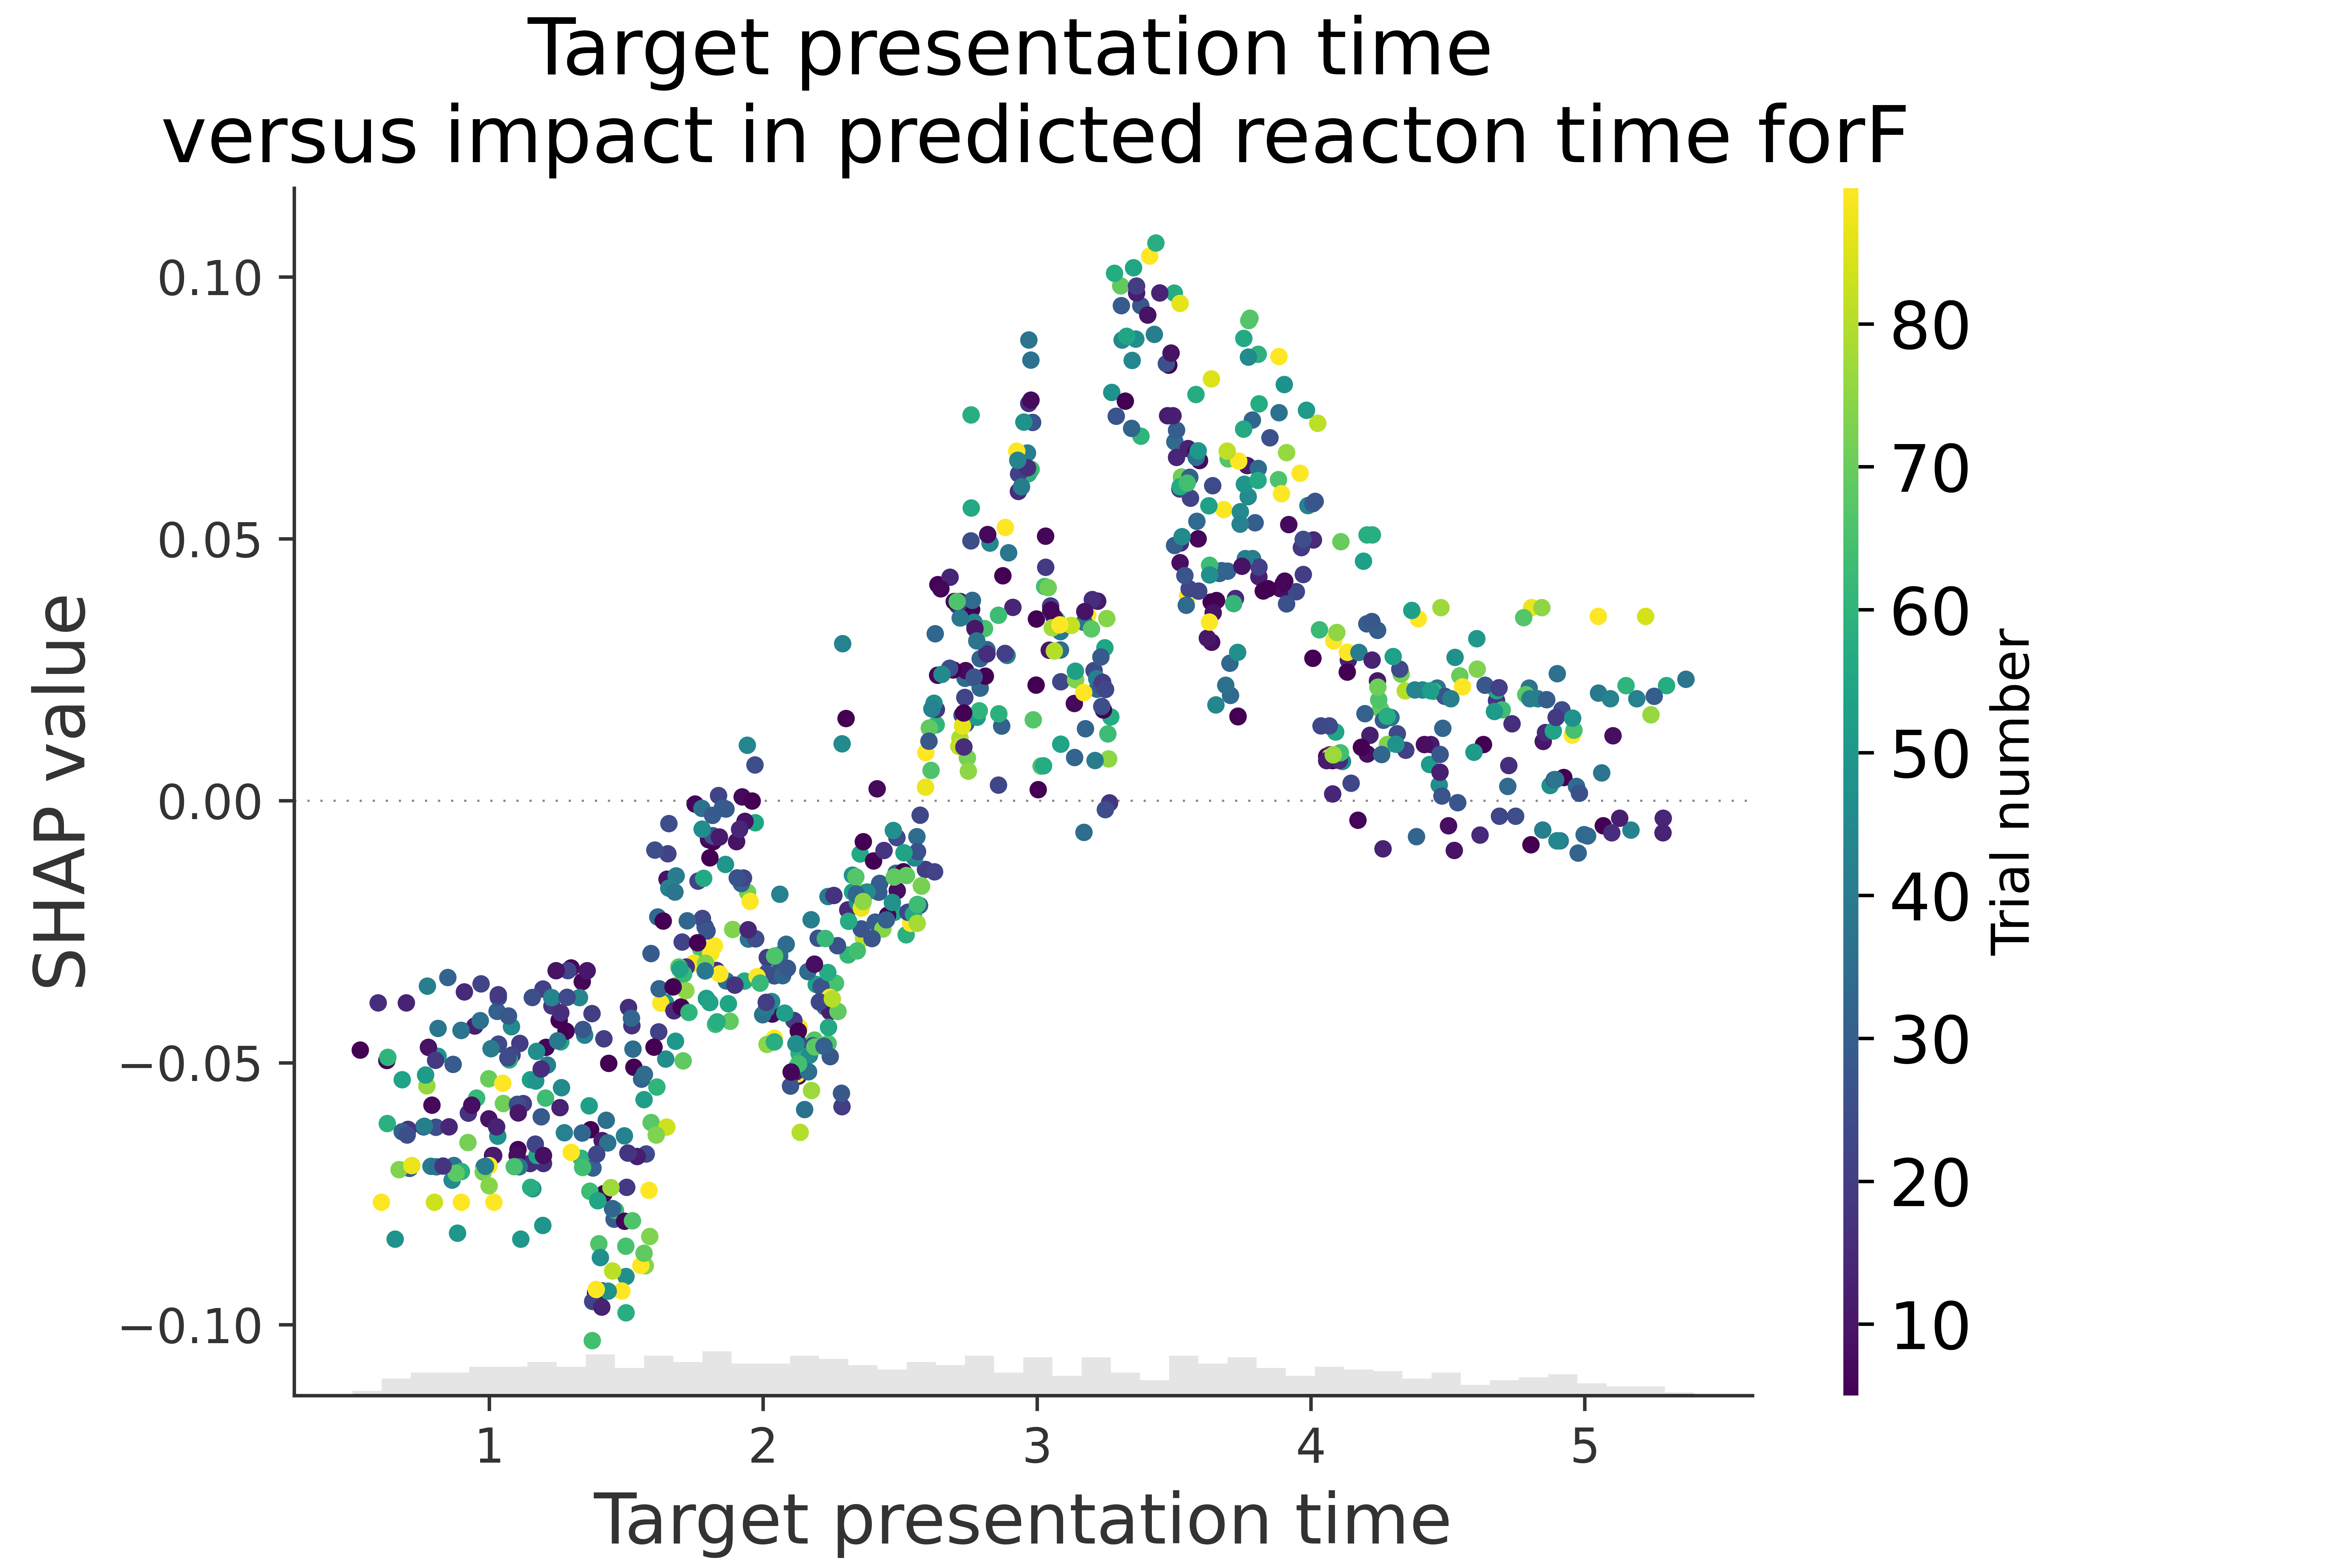 Target presentation time
versus impact in predicted reacton time forF
SHAP value
0.10
0.05
0.00
−0.05
−0.10
1 2 3 4 5
Target presentation time
80
70
60
50
40
30
20
10
Trial number